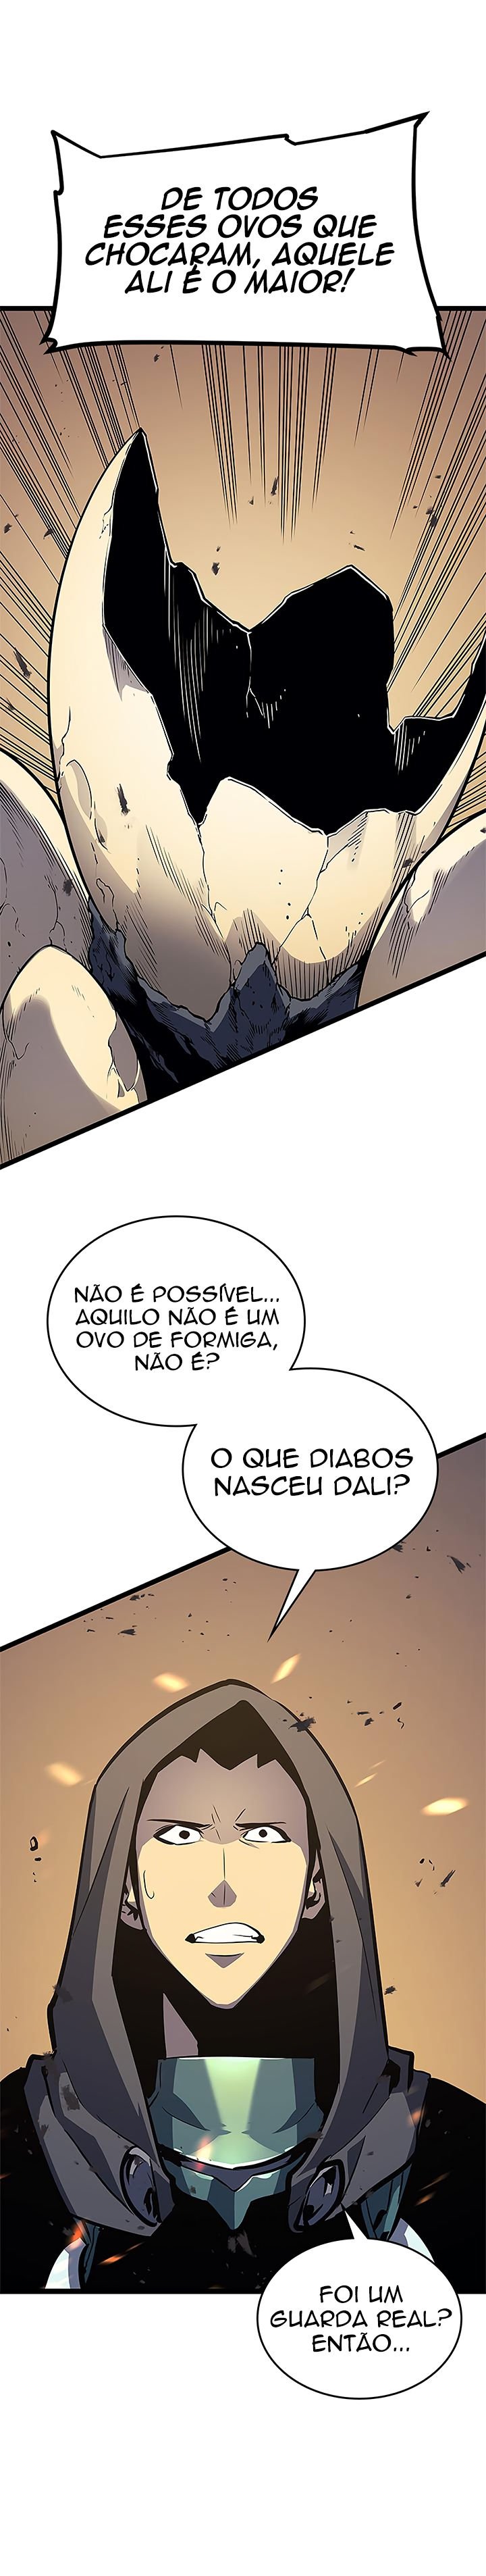 DE TODOS
ESSES OVOS QUE
CHOCARAM, AQUELE
ALI É O MAIOR!
NÃO É POSSÍVEL...
AQUILO NÃO É UM
OVO DE FORMIGA,
NÃO É?
O QUE DIABOS
NASCEU DALI?
FOI UM
GUARDA REAL?
ENTÃO...